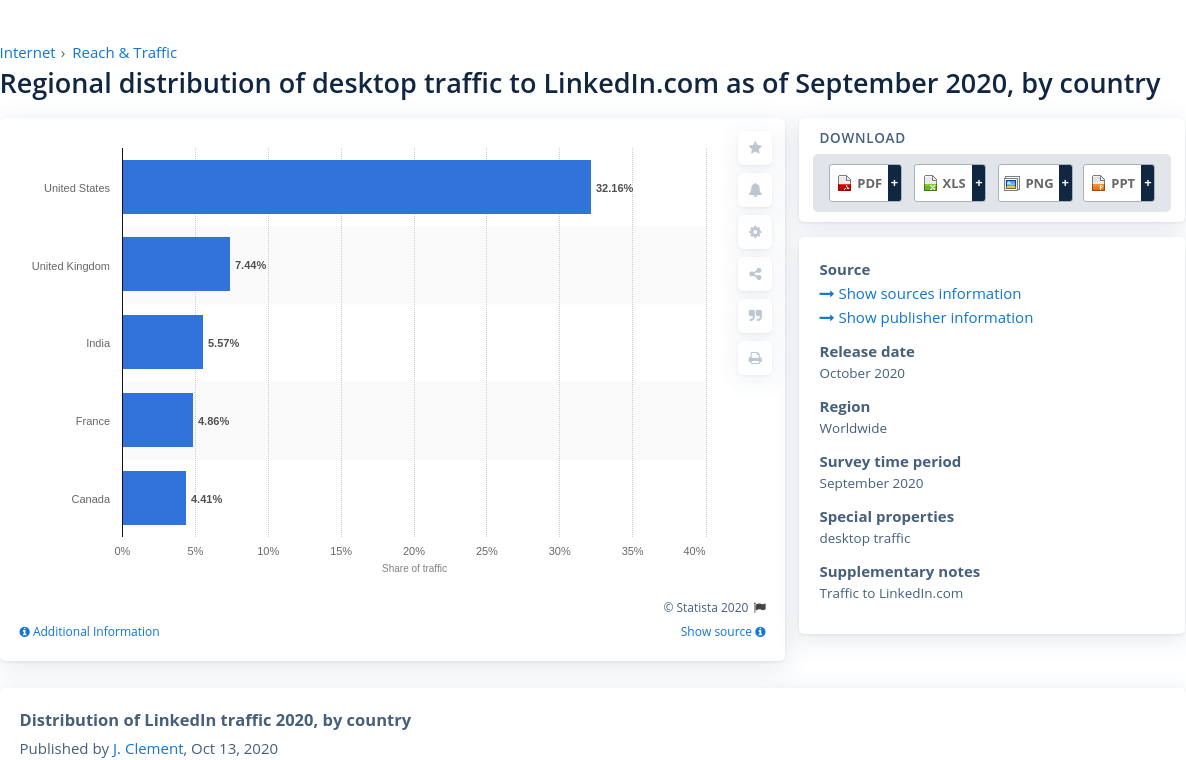 Internet › Reach & Traffic
Regional distribution of desktop traffic to LinkedIn.com as of September 2020, by country
United States
32.16%
United Kingdom
7.44%
India
5.57%
France
4.86%
Canada
4.41%
0% 5% 10% 15% 20% 25% 30% 35% 40%
Share of traffic
© Statista 2020
Additional Information
Show source
DOWNLOAD
PDF + XLS + PNG + PPT +
Source
Show sources information
Show publisher information
Release date
October 2020
Region
Worldwide
Survey time period
September 2020
Special properties
desktop traffic
Supplementary notes
Traffic to LinkedIn.com
Distribution of LinkedIn traffic 2020, by country
Published by J. Clement, Oct 13, 2020